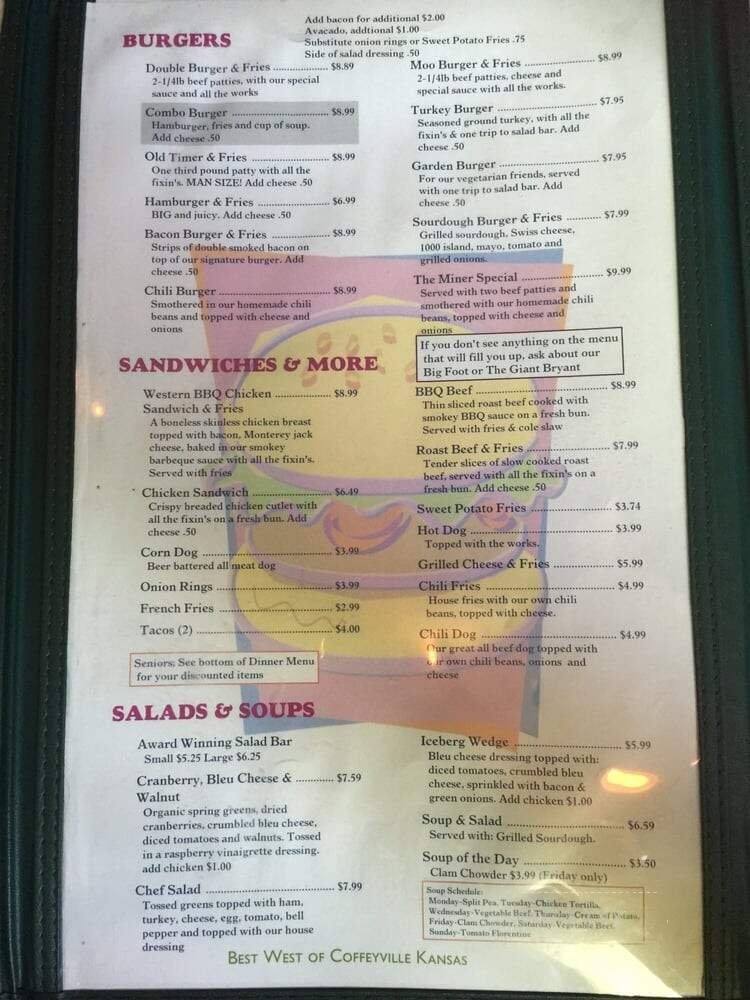 Add bacon for additional $2.00
Avacado, addtional $1.00
Substitute onion rings or Sweet Potato Fries .75
Side of salad dressing .50
BURGERS
Double Burger & Fries .................. $8.89
2-1/4lb beef patties, with our special
sauce and all the works
Combo Burger ........................... $8.99
Hamburger, fries and cup of soup.
Add cheese .50
Old Timer & Fries ...................... $8.99
One third pound patty with all the
fixin's. MAN SIZE! Add cheese .50
Hamburger & Fries ..................... $6.99
BIG and juicy. Add cheese .50
Bacon Burger & Fries ................. $8.99
Strips of double smoked bacon on
top of our signature burger. Add
cheese .50
Chili Burger .............................. $8.99
Smothered in our homemade chili
beans and topped with cheese and
onions
Moo Burger & Fries .................... $8.99
2-1/4lb beef patties, cheese and
special sauce with all the works.
Turkey Burger ............................ $7.95
Seasoned ground turkey, with all the
fixin's & one trip to salad bar. Add
cheese .50
Garden Burger ........................... $7.95
For our vegetarian friends, served
with one trip to salad bar. Add
cheese .50
Sourdough Burger & Fries .......... $7.99
Grilled sourdough, Swiss cheese,
1000 island, mayo, tomato and
grilled onions.
The Miner Special ...................... $9.99
Served with two beef patties and
smothered with our homemade chili
beans, topped with cheese and
onions
If you don't see anything on the menu
that will fill you up, ask about our
Big Foot or The Giant Bryant
SANDWICHES & MORE
Western BBQ Chicken ................ $8.99
Sandwich & Fries
A boneless skinless chicken breast
topped with bacon, Monterey jack
cheese, baked in our smokey
barbeque sauce with all the fixin's.
Served with fries
Chicken Sandwich ...................... $6.49
Crispy breaded chicken cutlet with
all the fixin's on a fresh bun. Add
cheese .50
Corn Dog ................................... $3.99
Beer battered all meat dog
Onion Rings ............................... $3.99
French Fries ............................... $2.99
Tacos (2) .................................... $4.00
Seniors: See bottom of Dinner Menu
for your discounted items
BBQ Beef ................................... $8.99
Thin sliced roast beef cooked with
smokey BBQ sauce on a fresh bun.
Served with fries & cole slaw
Roast Beef & Fries ...................... $7.99
Tender slices of slow cooked roast
beef, served with all the fixin's on a
fresh bun. Add cheese .50
Sweet Potato Fries ...................... $3.74
Hot Dog ..................................... $3.99
Topped with the works.
Grilled Cheese & Fries ................ $5.99
Chili Fries .................................. $4.99
House fries with our own chili
beans, topped with cheese.
Chili Dog ................................... $4.99
Our great all beef dog topped with
our own chili beans, onions and
cheese
SALADS & SOUPS
Award Winning Salad Bar
Small $5.25 Large $6.25
Cranberry, Bleu Cheese & ............ $7.59
Walnut
Organic spring greens, dried
cranberries, crumbled bleu cheese,
diced tomatoes and walnuts. Tossed
in a raspberry vinaigrette dressing.
add chicken $1.00
Chef Salad ................................. $7.99
Tossed greens topped with ham,
turkey, cheese, egg, tomato, bell
pepper and topped with our house
dressing
Iceberg Wedge ............................ $5.99
Bleu cheese dressing topped with:
diced tomatoes, crumbled bleu
cheese, sprinkled with bacon &
green onions. Add chicken $1.00
Soup & Salad ............................. $6.59
Served with: Grilled Sourdough.
Soup of the Day .......................... $3.50
Clam Chowder $3.99 (Friday only)
Soup Schedule:
Monday-Split Pea, Tuesday-Chicken Tortilla,
Wednesday-Vegetable Beef, Thursday-Cream of Potato,
Friday-Clam Chowder, Saturday-Vegetable Beef,
Sunday-Tomato Florentine
BEST WEST OF COFFEYVILLE KANSAS